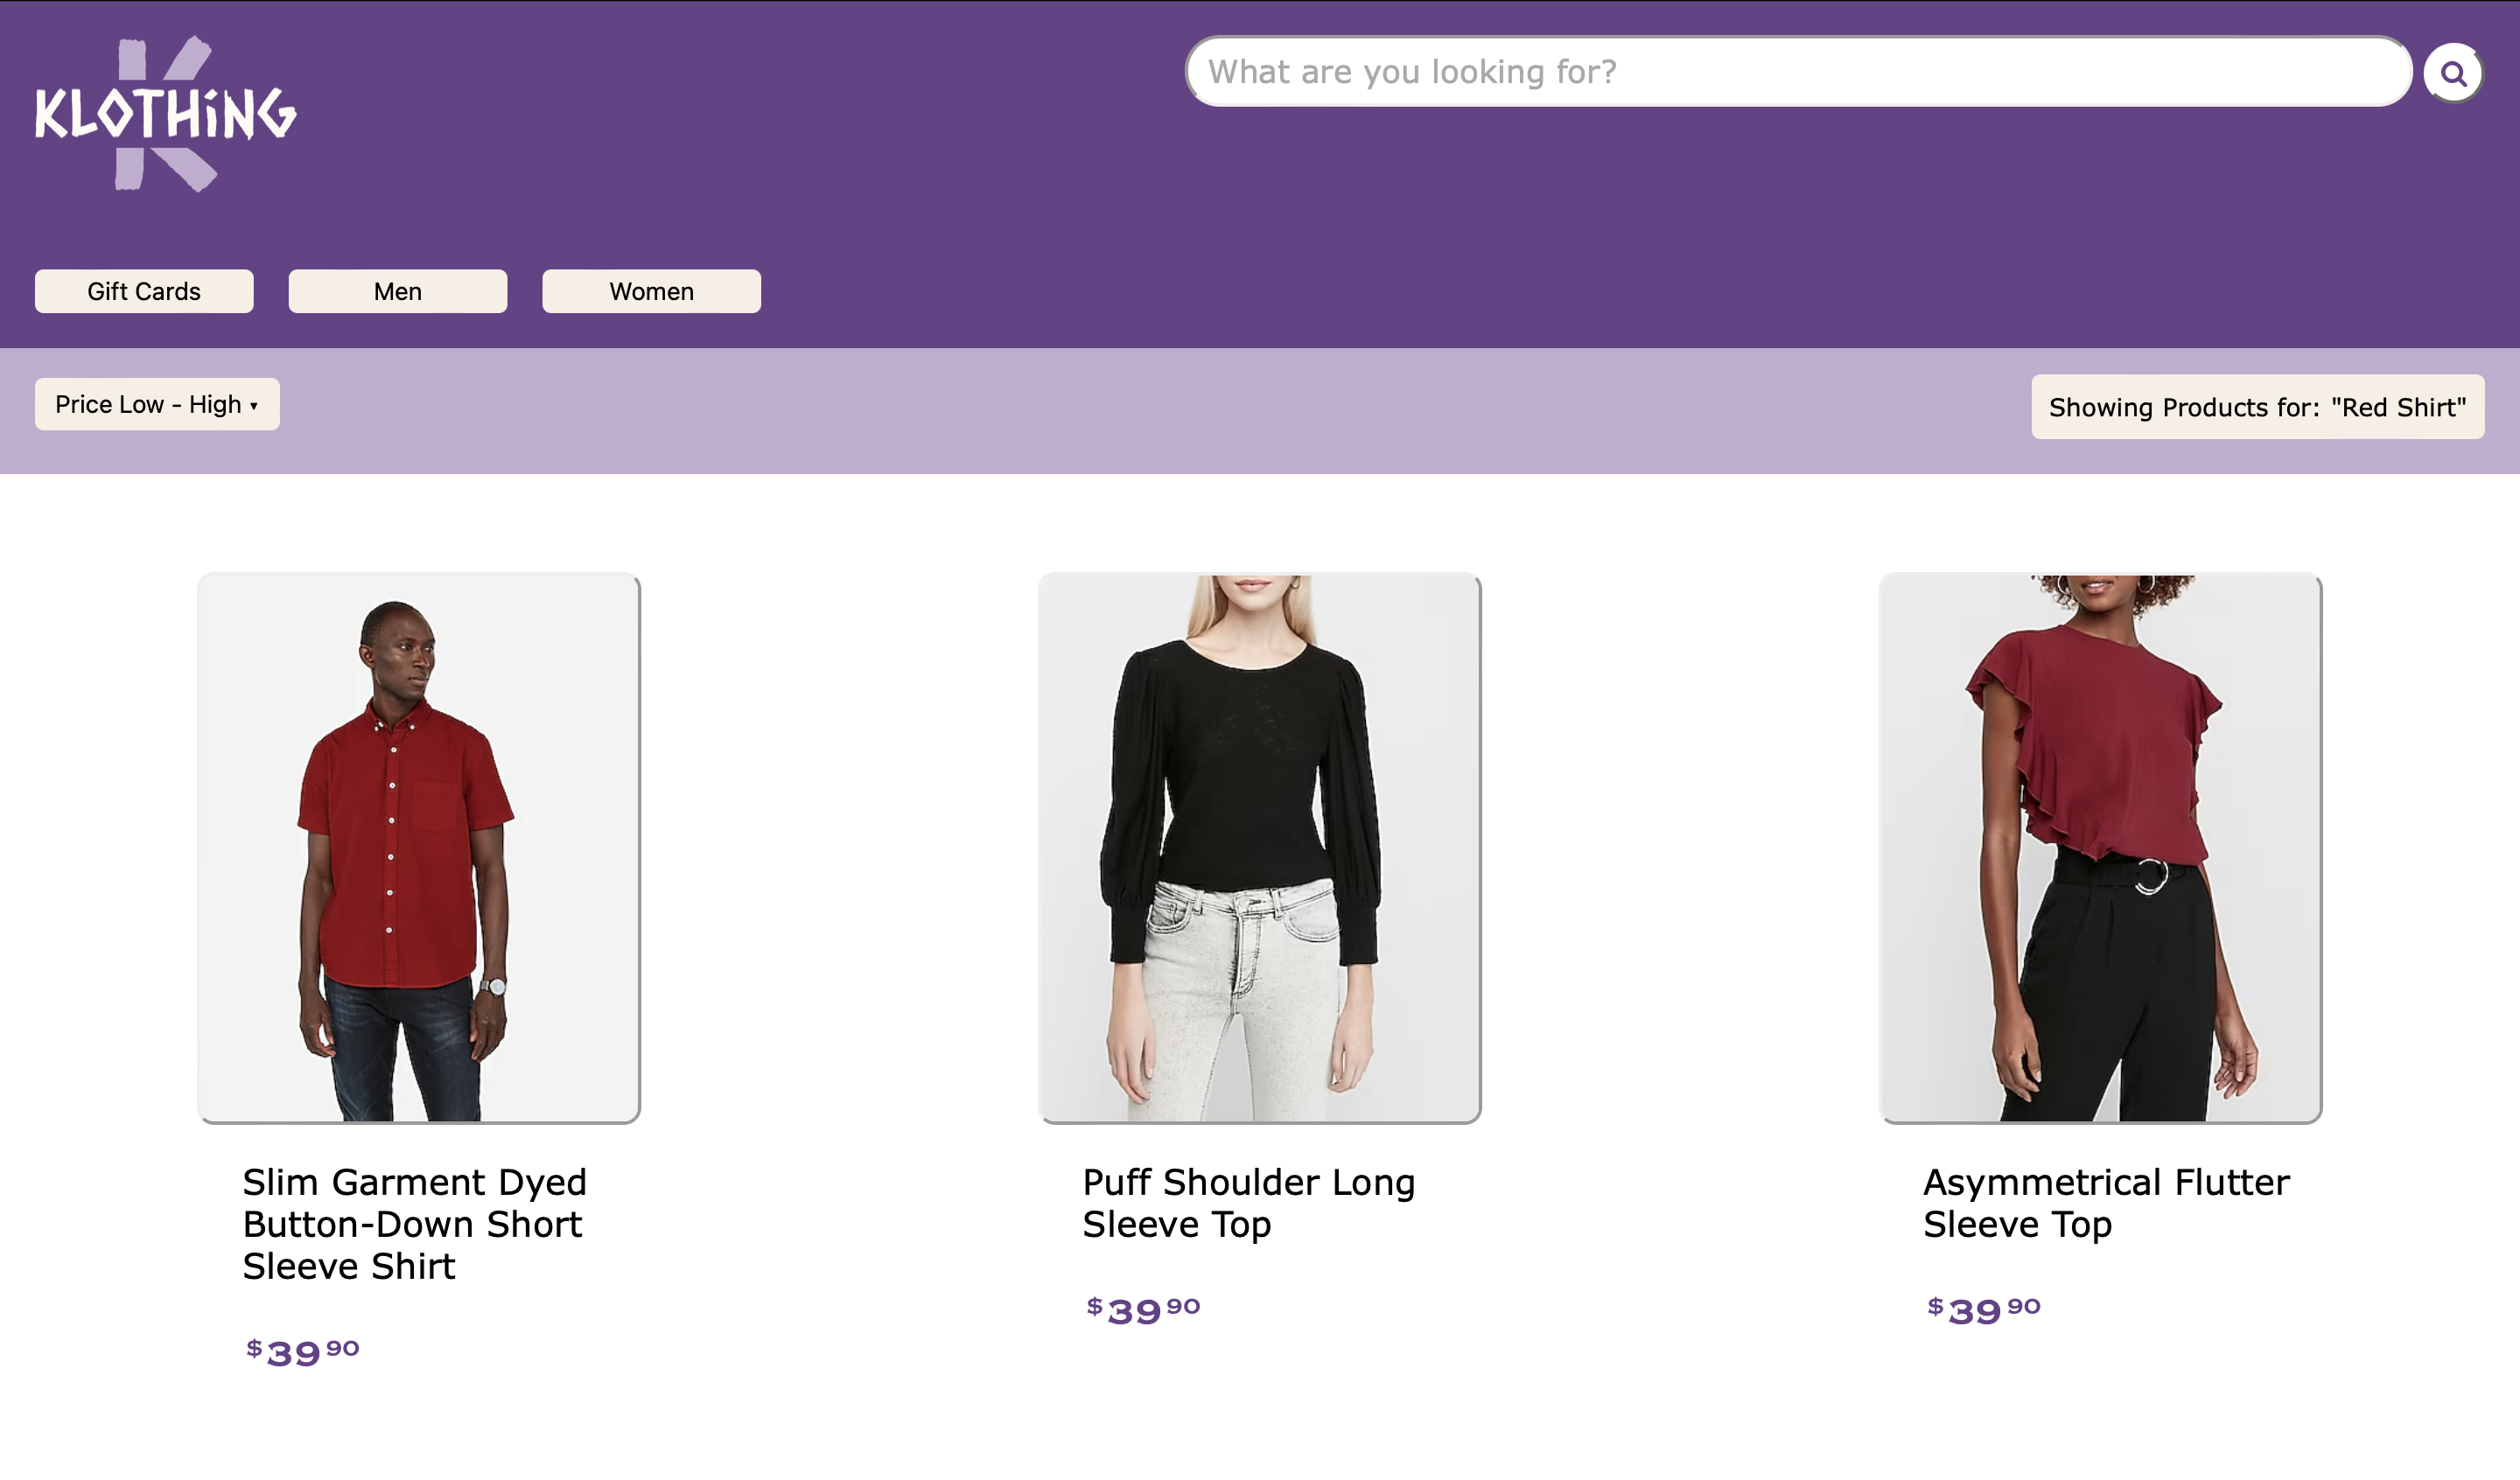 KLOTHiNG
What are you looking for?
Gift Cards
Men
Women
Price Low - High ▾
Showing Products for: "Red Shirt"
Slim Garment Dyed
Button-Down Short
Sleeve Shirt
$39 90
Puff Shoulder Long
Sleeve Top
$39 90
Asymmetrical Flutter
Sleeve Top
$39 90